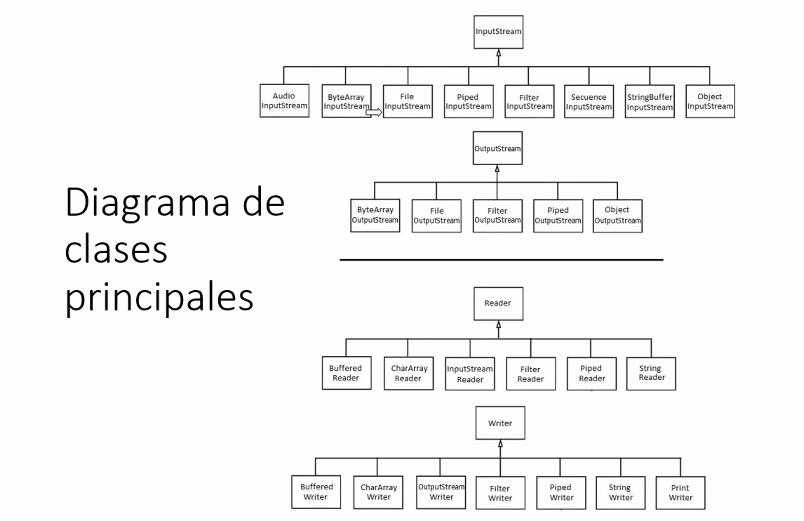 InputStream
Audio
InputStream
ByteArray
InputStream
File
InputStream
Piped
InputStream
Filter
InputStream
Secuence
InputStream
StringBuffer
InputStream
Object
InputStream
OutputStream
ByteArray
OutputStream
File
OutputStream
Filter
OutputStream
Piped
OutputStream
Object
OutputStream
Diagrama de
clases
principales
Reader
Buffered
Reader
CharArray
Reader
InputStream
Reader
Filter
Reader
Piped
Reader
String
Reader
Writer
Buffered
Writer
CharArray
Writer
OutputStream
Writer
Filter
Writer
Piped
Writer
String
Writer
Print
Writer